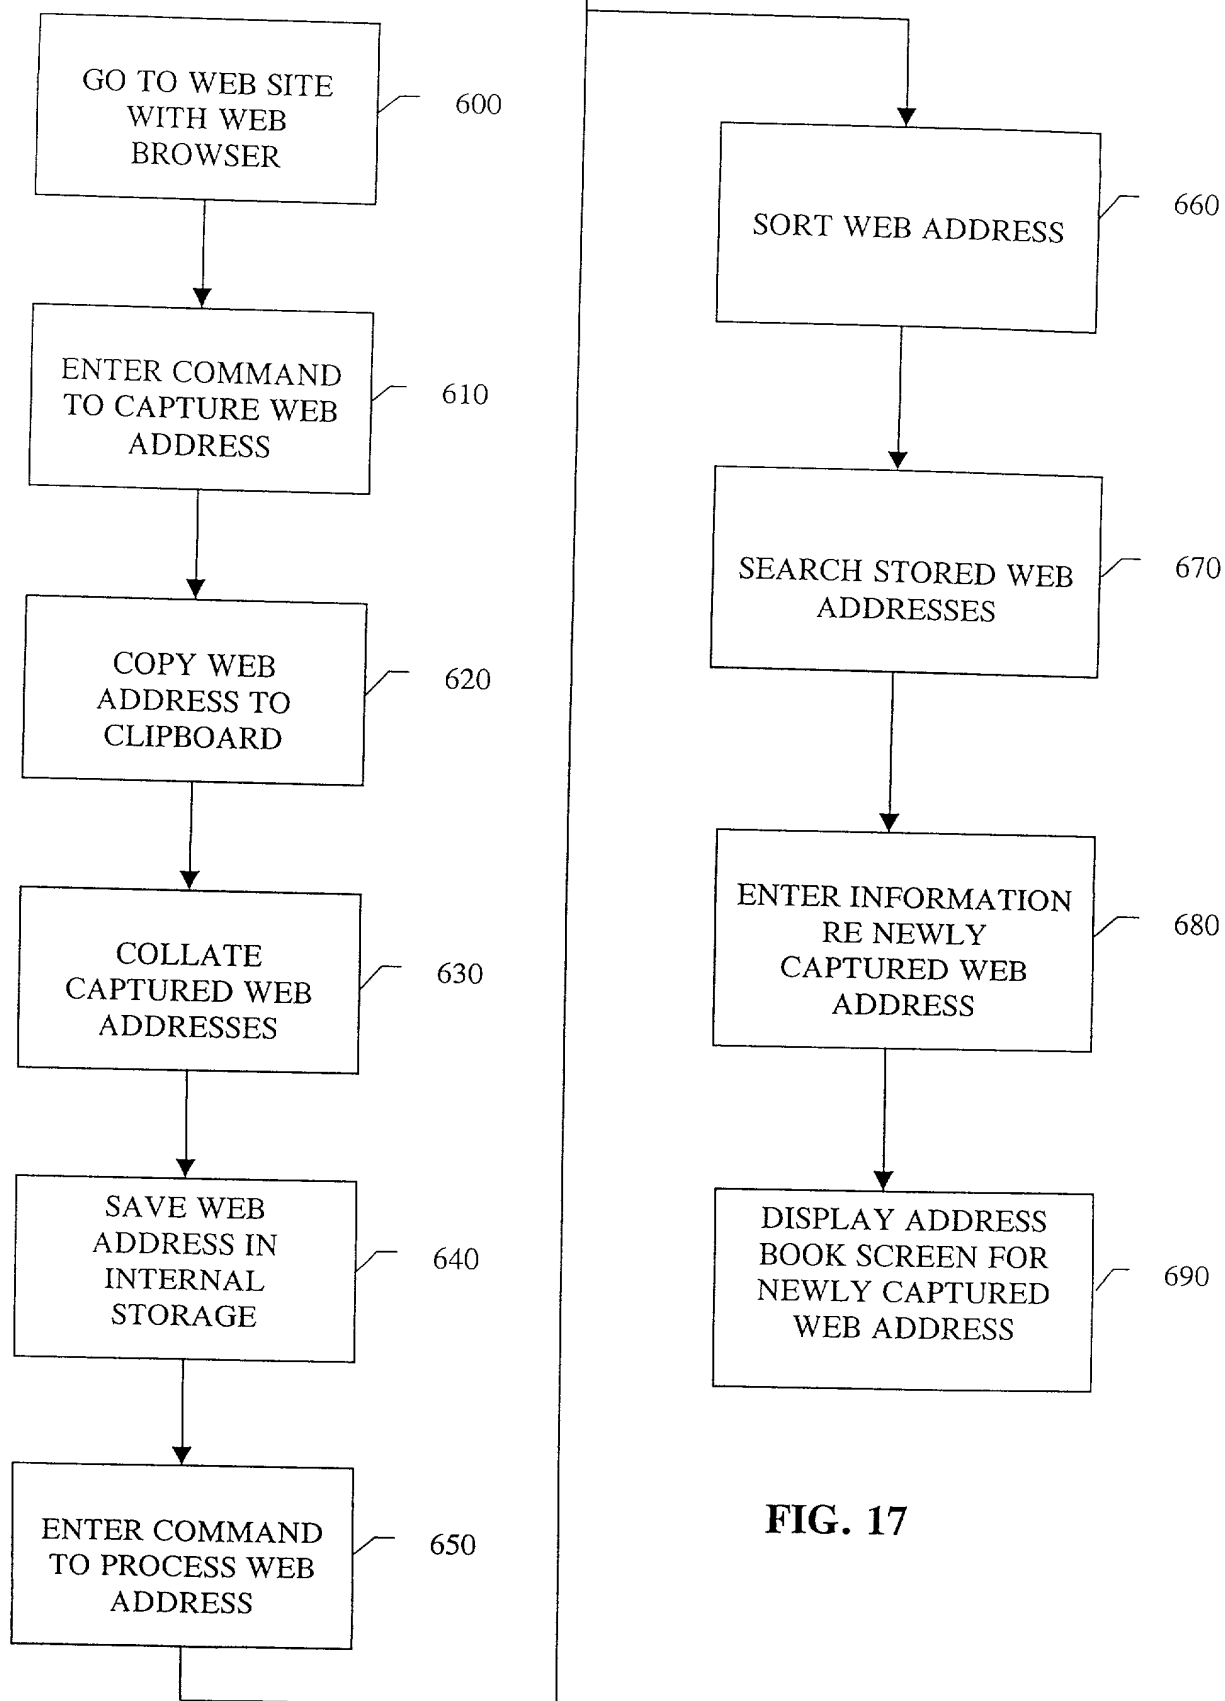 GO TO WEB SITE
WITH WEB
BROWSER
600
ENTER COMMAND
TO CAPTURE WEB
ADDRESS
610
COPY WEB
ADDRESS TO
CLIPBOARD
620
COLLATE
CAPTURED WEB
ADDRESSES
630
SAVE WEB
ADDRESS IN
INTERNAL
STORAGE
640
ENTER COMMAND
TO PROCESS WEB
ADDRESS
650
SORT WEB ADDRESS
660
SEARCH STORED WEB
ADDRESSES
670
ENTER INFORMATION
RE NEWLY
CAPTURED WEB
ADDRESS
680
DISPLAY ADDRESS
BOOK SCREEN FOR
NEWLY CAPTURED
WEB ADDRESS
690
FIG. 17